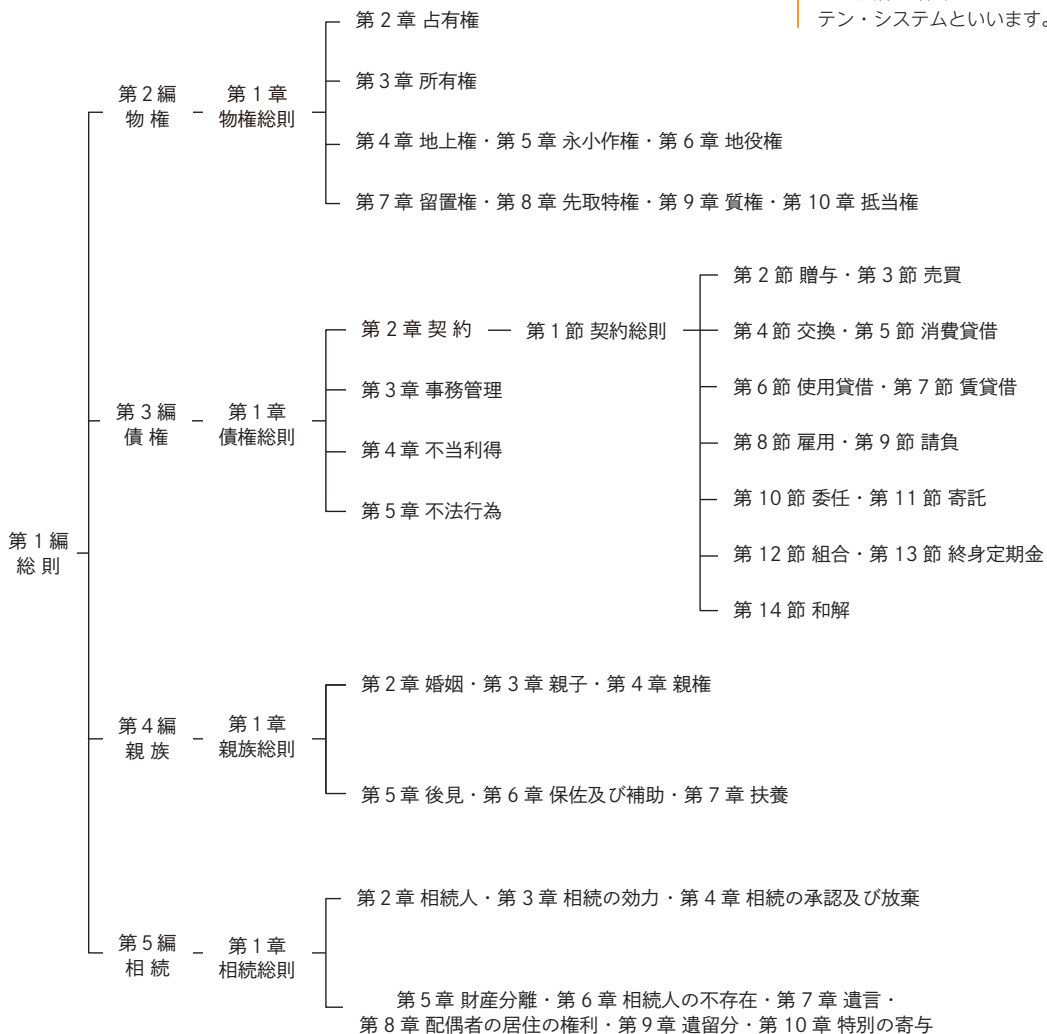 テン・システムといいます。
第1編
総則
第2編
物権
第1章
物権総則
第2章 占有権
第3章 所有権
第4章 地上権・第5章 永小作権・第6章 地役権
第7章 留置権・第8章 先取特権・第9章 質権・第10章 抵当権
第3編
債権
第1章
債権総則
第2章 契約
第1節 契約総則
第2節 贈与・第3節 売買
第4節 交換・第5節 消費貸借
第6節 使用貸借・第7節 賃貸借
第8節 雇用・第9節 請負
第10節 委任・第11節 寄託
第12節 組合・第13節 終身定期金
第14節 和解
第3章 事務管理
第4章 不当利得
第5章 不法行為
第4編
親族
第1章
親族総則
第2章 婚姻・第3章 親子・第4章 親権
第5章 後見・第6章 保佐及び補助・第7章 扶養
第5編
相続
第1章
相続総則
第2章 相続人・第3章 相続の効力・第4章 相続の承認及び放棄
第5章 財産分離・第6章 相続人の不存在・第7章 遺言・
第8章 配偶者の居住の権利・第9章 遺留分・第10章 特別の寄与